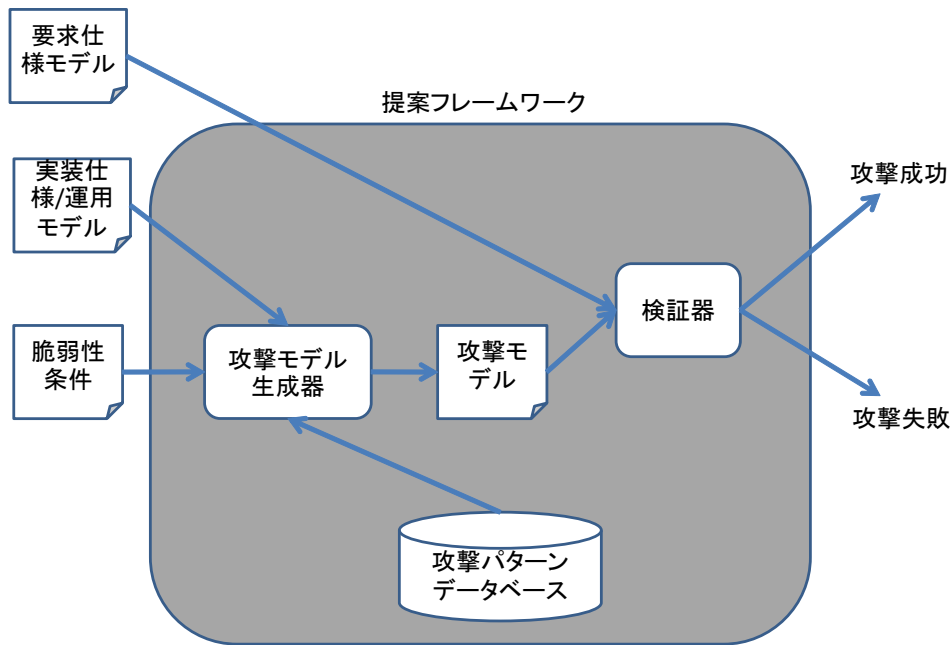 要求仕
様モデル
提案フレームワーク
実装仕
様/運用
モデル
攻撃成功
検証器
脆弱性
条件
攻撃モデル
生成器
攻撃モ
デル
攻撃失敗
攻撃パターン
データベース